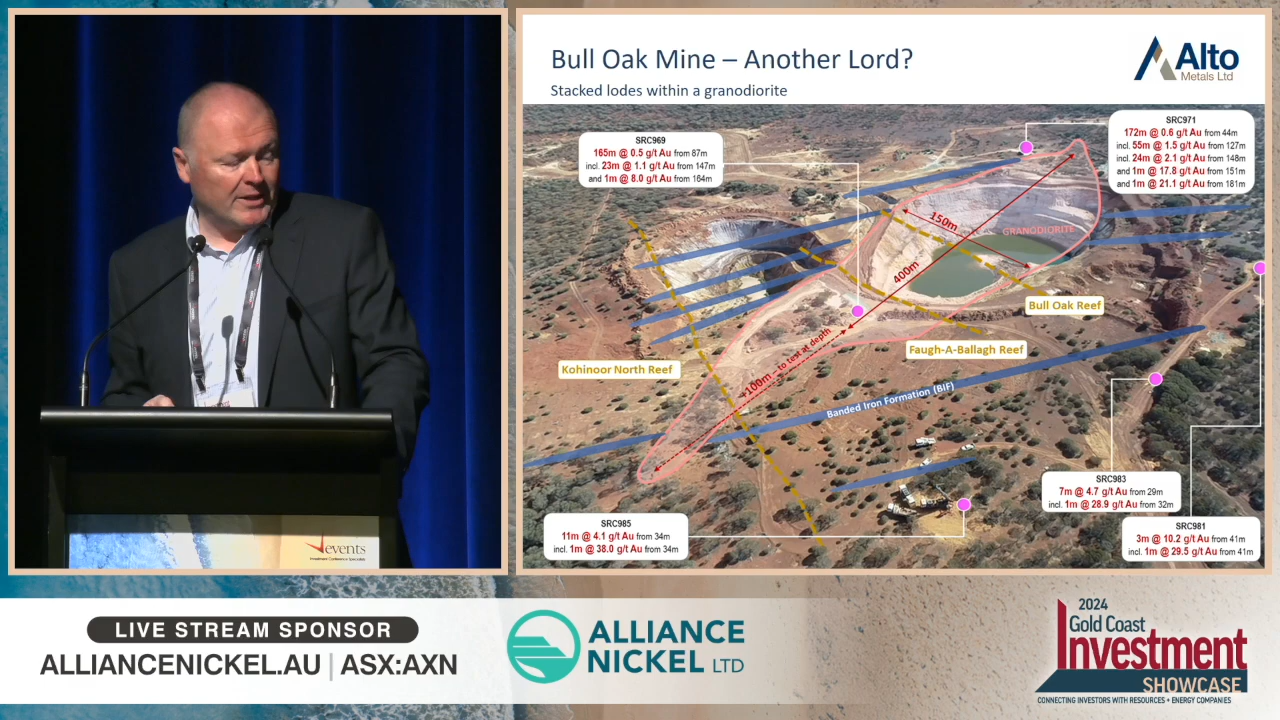 Bull Oak Mine – Another Lord?
Stacked lodes within a granodiorite
Alto
Metals Ltd
SRC969
165m @ 0.5 g/t Au from 87m
incl. 23m @ 1.1 g/t Au from 147m
and 1m @ 8.0 g/t Au from 164m
SRC971
172m @ 0.6 g/t Au from 44m
incl. 55m @ 1.5 g/t Au from 127m
incl. 24m @ 2.1 g/t Au from 148m
and 1m @ 17.8 g/t Au from 151m
and 1m @ 21.1 g/t Au from 181m
150m
GRANODIORITE
400m
Bull Oak Reef
Faugh-A-Ballagh Reef
Kohinoor North Reef
~100m – to test at depth
Banded Iron Formation (BIF)
SRC983
7m @ 4.7 g/t Au from 29m
incl. 1m @ 28.9 g/t Au from 32m
SRC985
11m @ 4.1 g/t Au from 34m
incl. 1m @ 38.0 g/t Au from 34m
SRC981
3m @ 10.2 g/t Au from 41m
incl. 1m @ 29.5 g/t Au from 41m
events
Investment Conference Specialists
LIVE STREAM SPONSOR
ALLIANCENICKEL.AU | ASX:AXN
ALLIANCE
NICKEL LTD
2024
Gold Coast
Investment
SHOWCASE
CONNECTING INVESTORS WITH RESOURCES + ENERGY COMPANIES